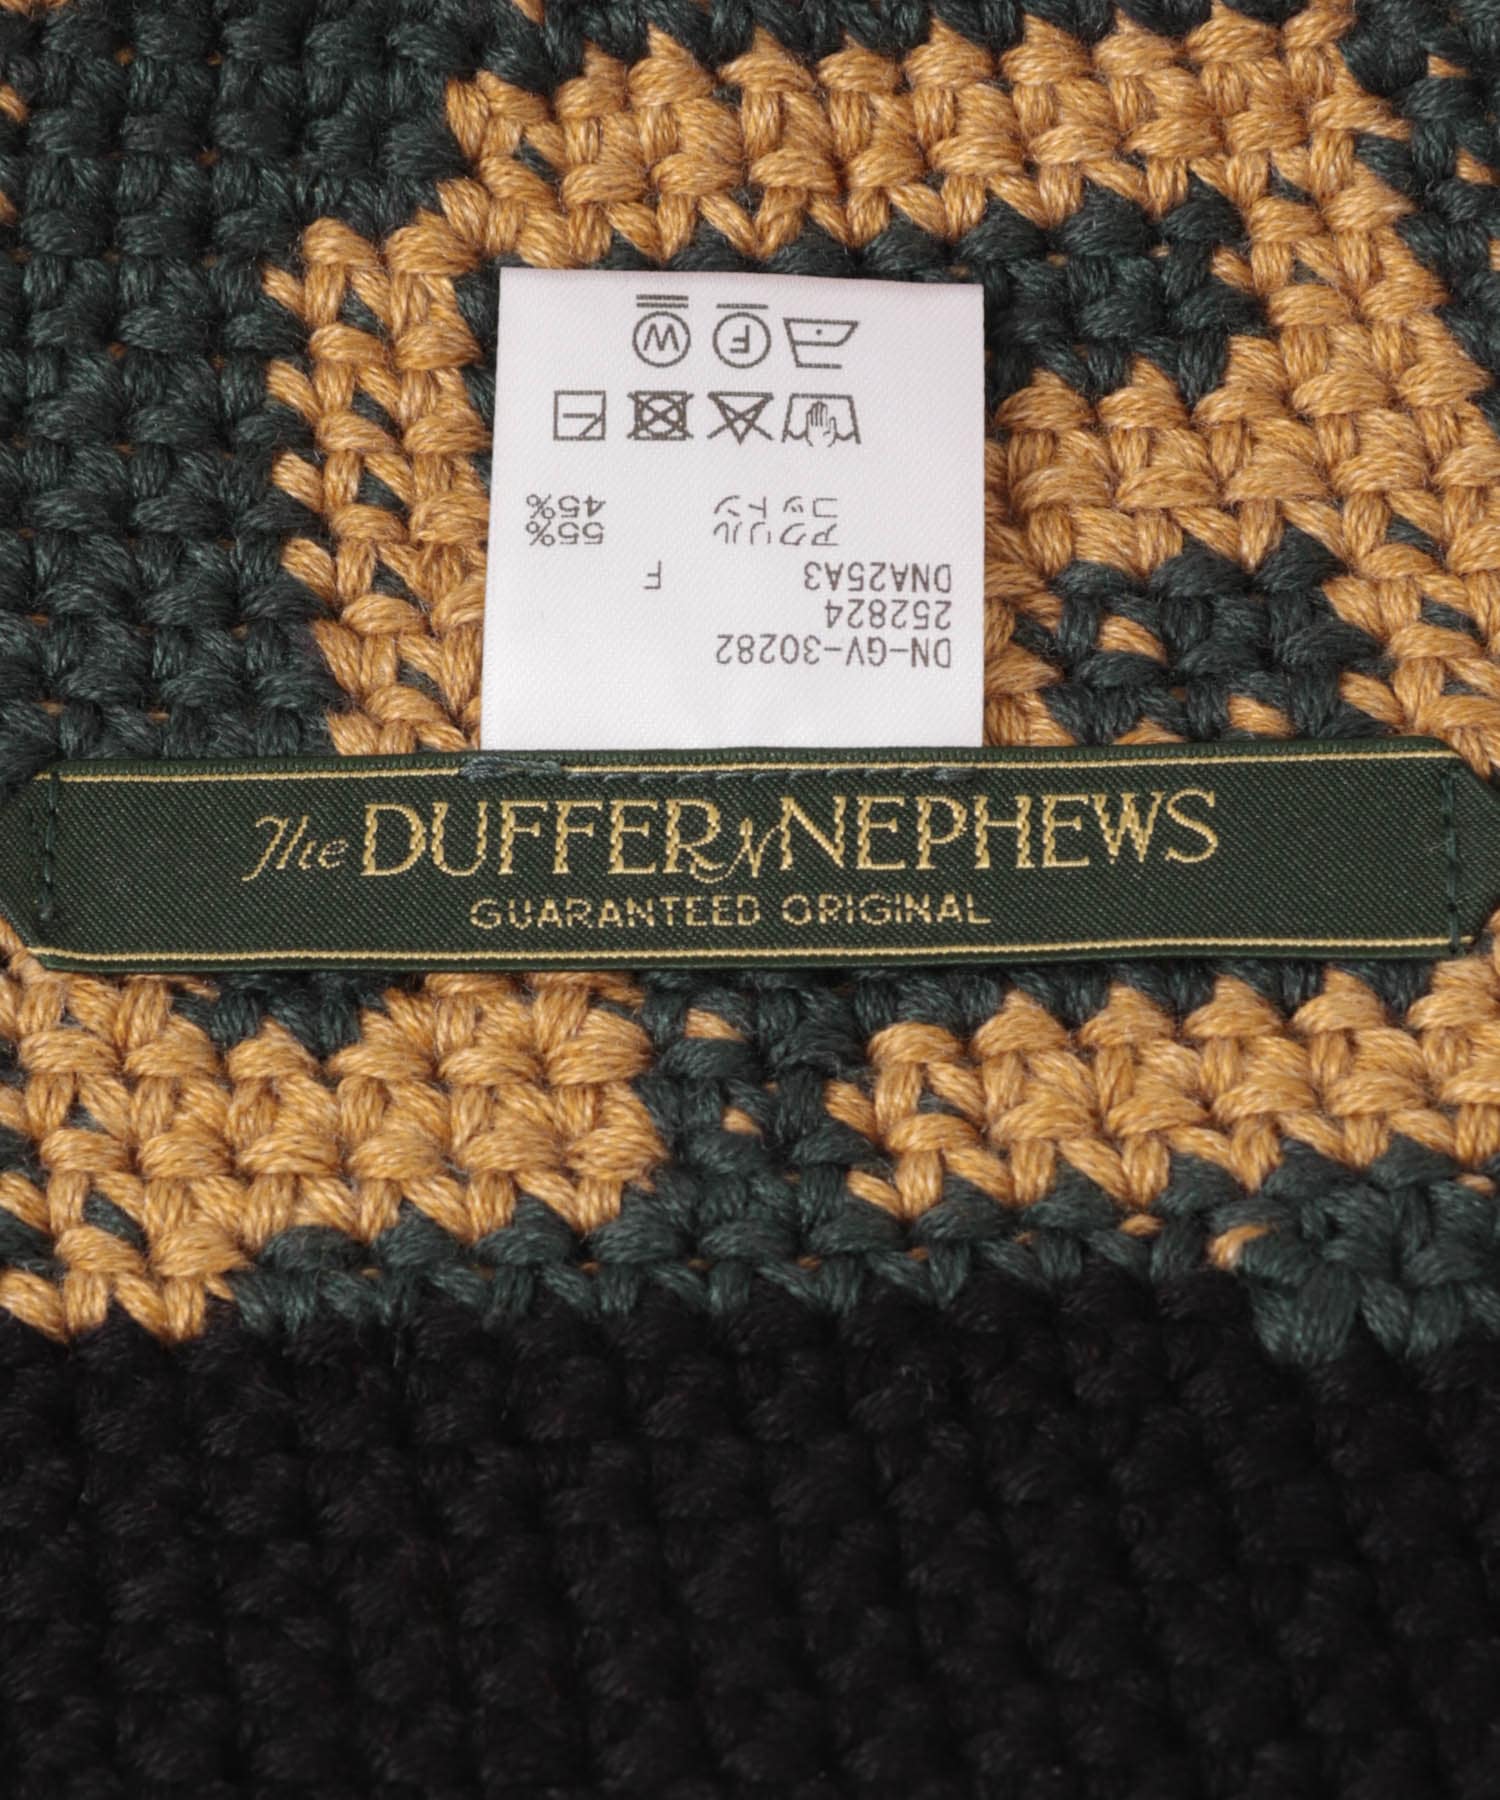 DN-GV-30282
252824
DNA25A3 F
アクリル 55%
コットン 45%
F W
The DUFFER N NEPHEWS
GUARANTEED ORIGINAL